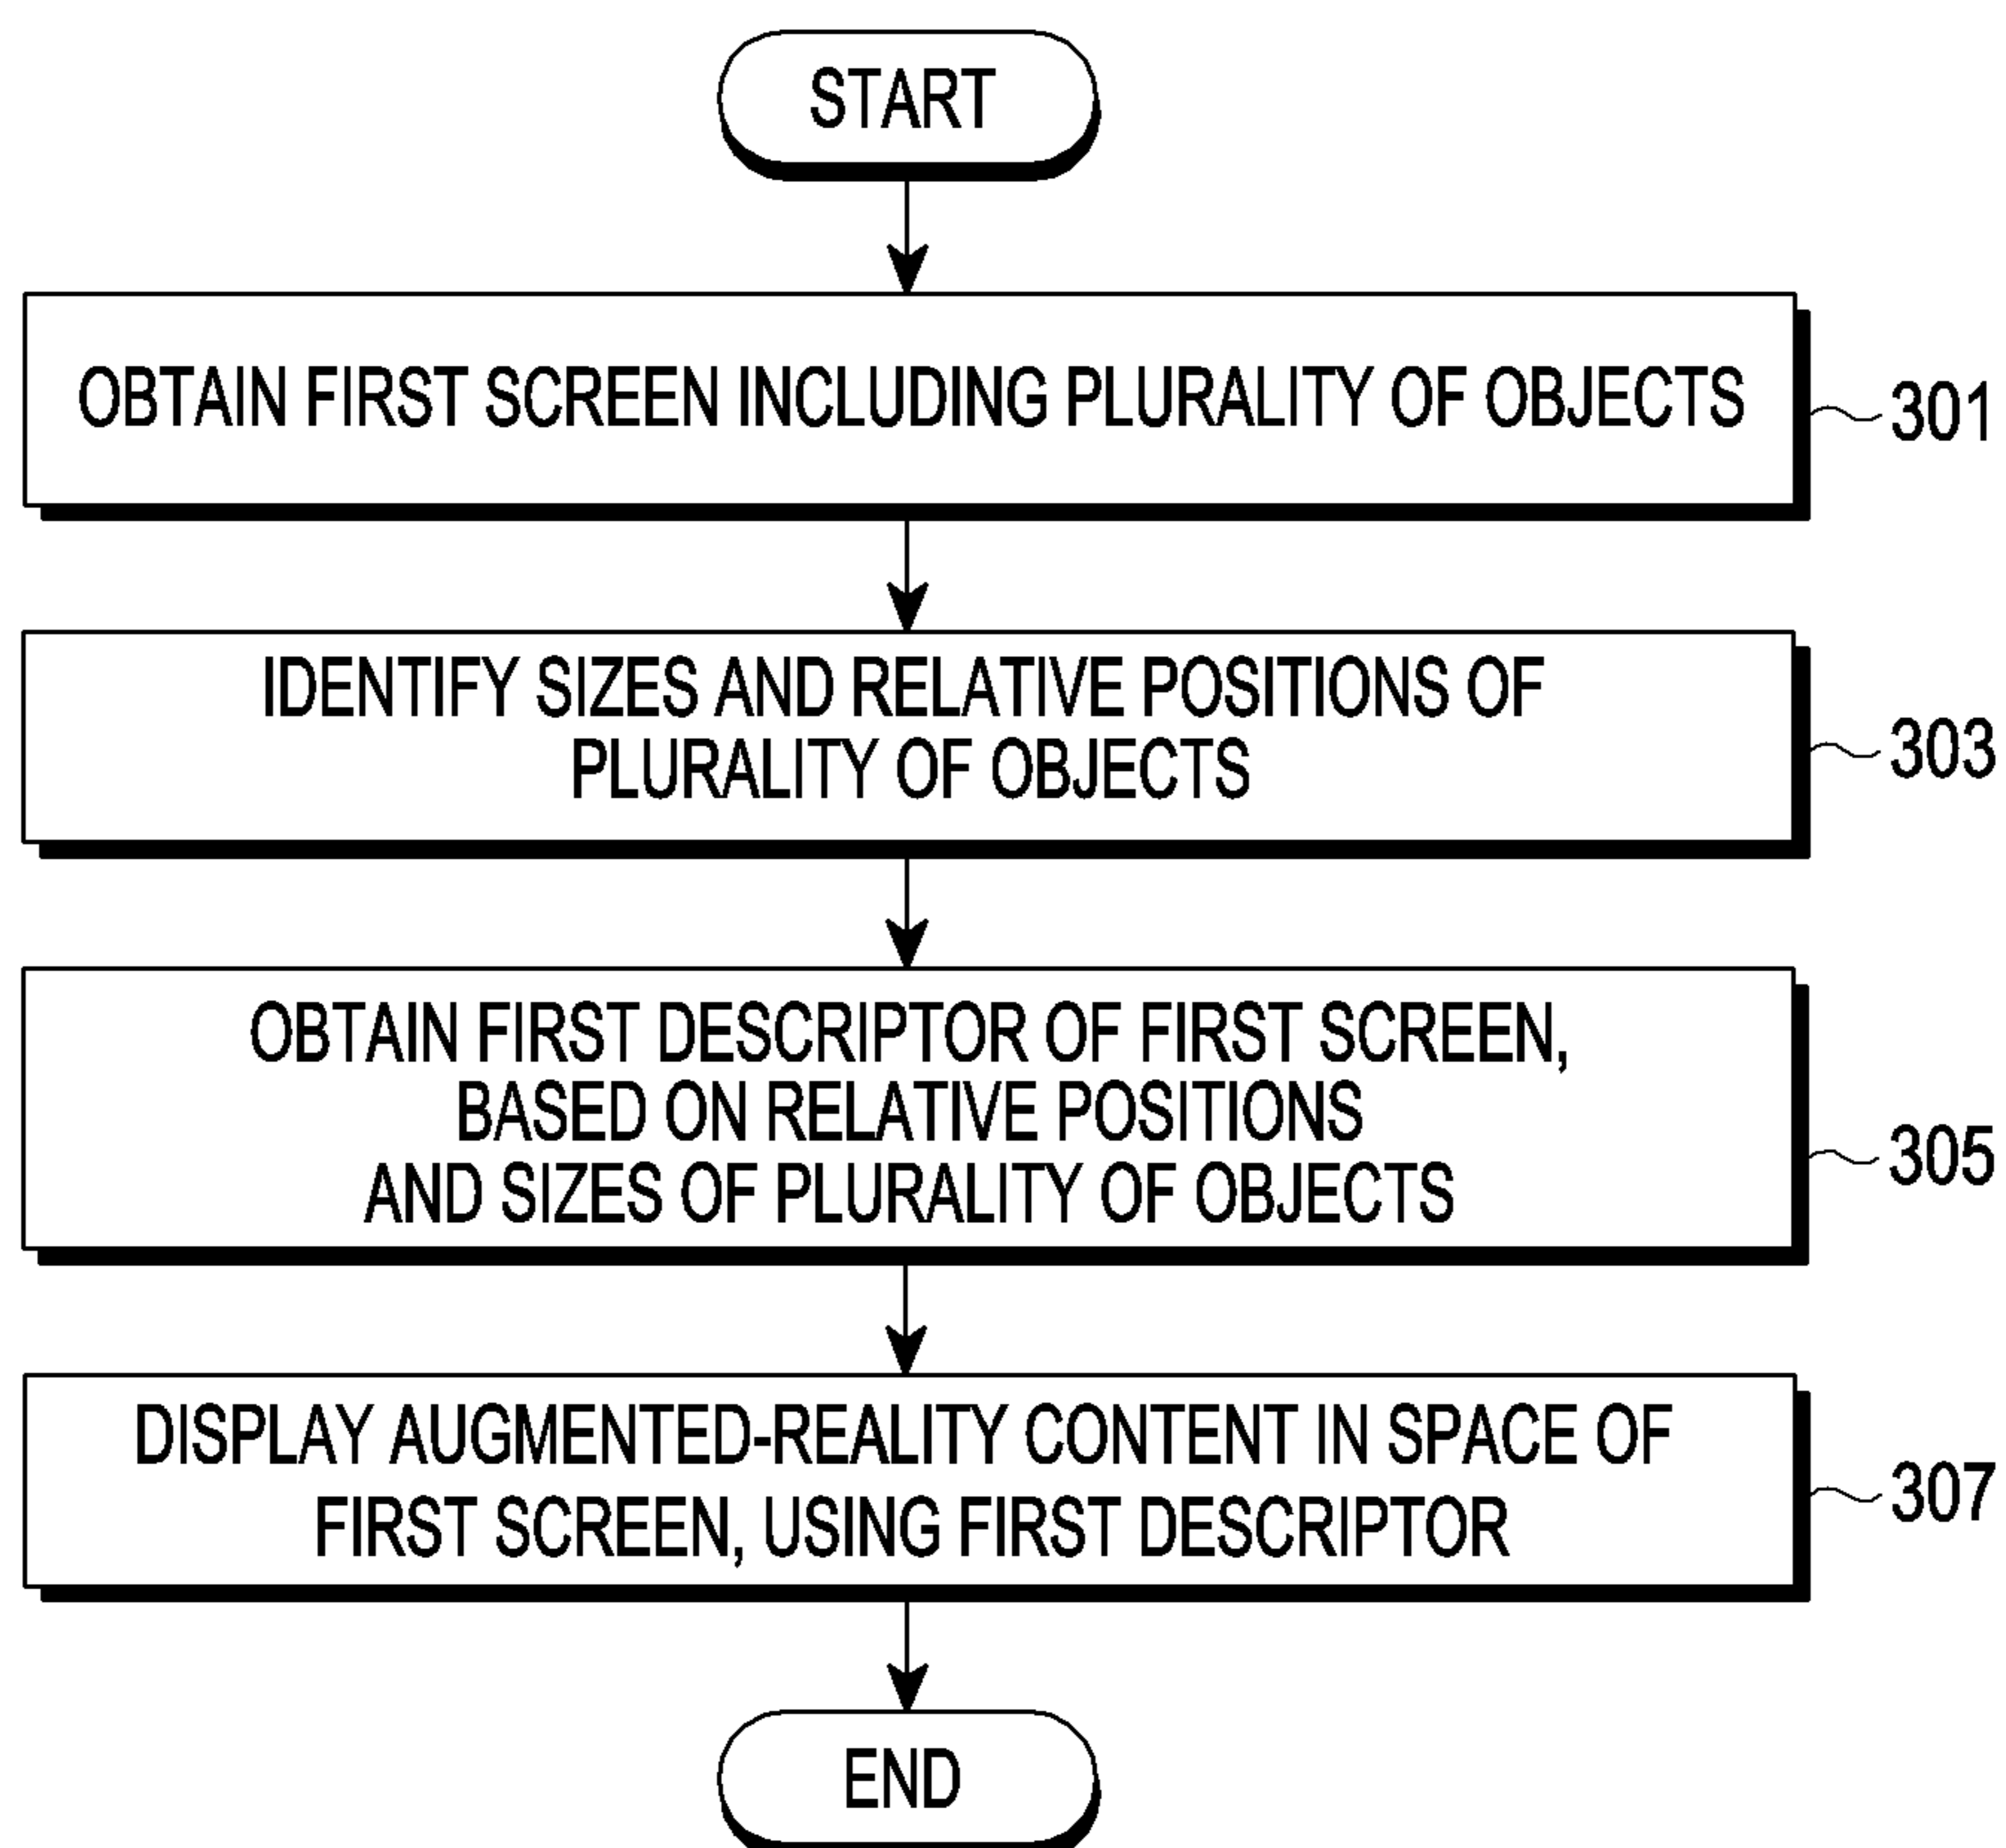 START
OBTAIN FIRST SCREEN INCLUDING PLURALITY OF OBJECTS
301
IDENTIFY SIZES AND RELATIVE POSITIONS OF
PLURALITY OF OBJECTS
303
OBTAIN FIRST DESCRIPTOR OF FIRST SCREEN,
BASED ON RELATIVE POSITIONS
AND SIZES OF PLURALITY OF OBJECTS
305
DISPLAY AUGMENTED-REALITY CONTENT IN SPACE OF
FIRST SCREEN, USING FIRST DESCRIPTOR
307
END